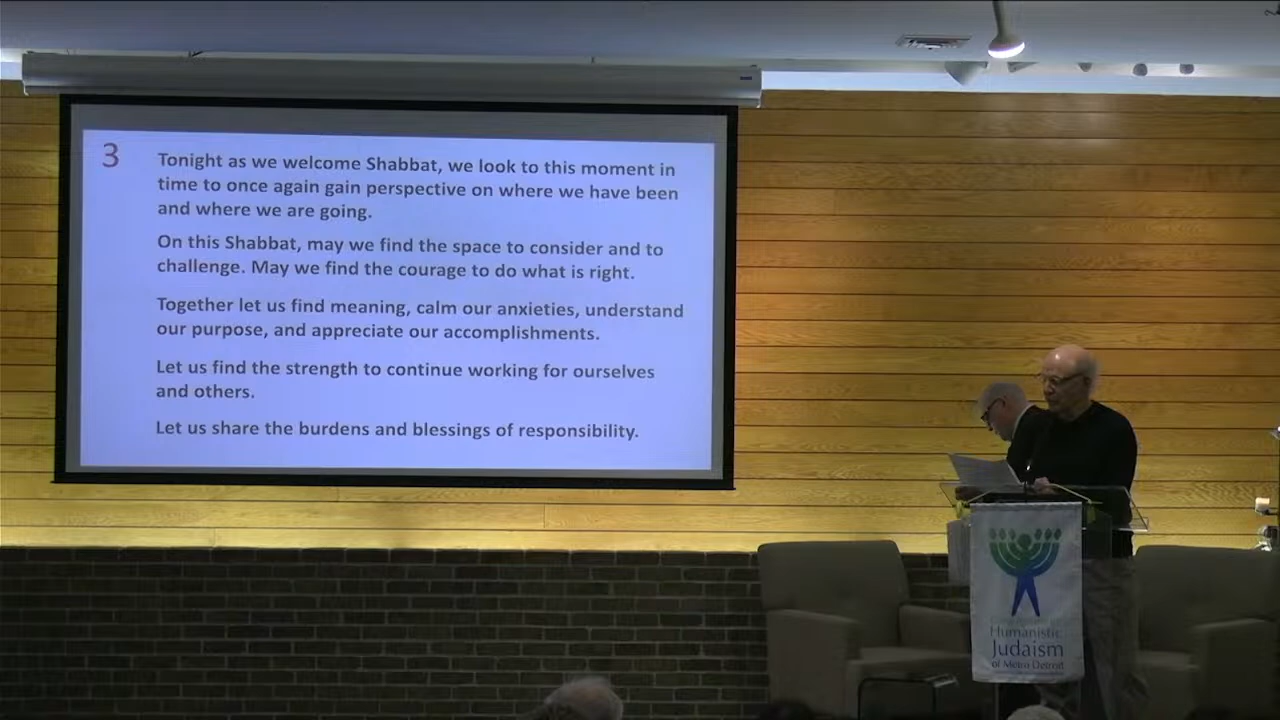 3
Tonight as we welcome Shabbat, we look to this moment in
time to once again gain perspective on where we have been
and where we are going.
On this Shabbat, may we find the space to consider and to
challenge. May we find the courage to do what is right.
Together let us find meaning, calm our anxieties, understand
our purpose, and appreciate our accomplishments.
Let us find the strength to continue working for ourselves
and others.
Let us share the burdens and blessings of responsibility.
Humanistic
Judaism
of Metro Detroit